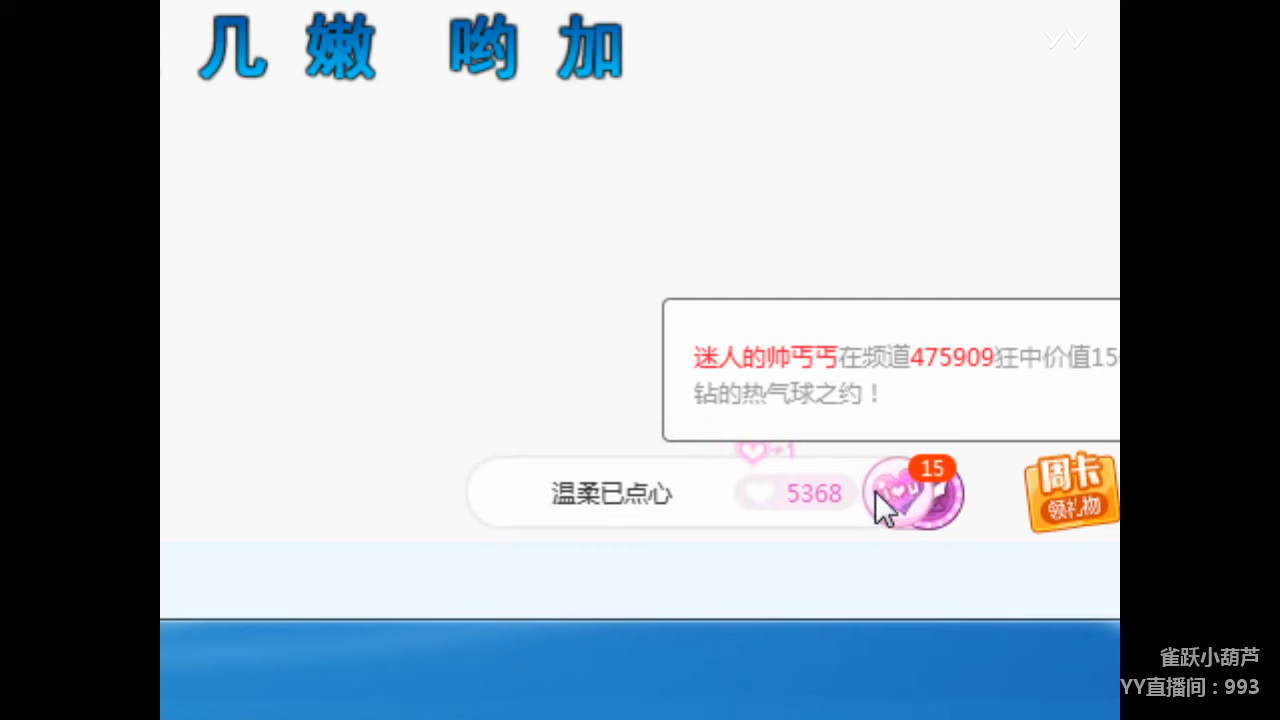 几 嫩 哟 加
YY
迷人的帅丐丐在频道475909狂中价值15
钻的热气球之约！
+1
温柔已点心
5368
15
周卡
领礼物
雀跃小葫芦
YY直播间：993